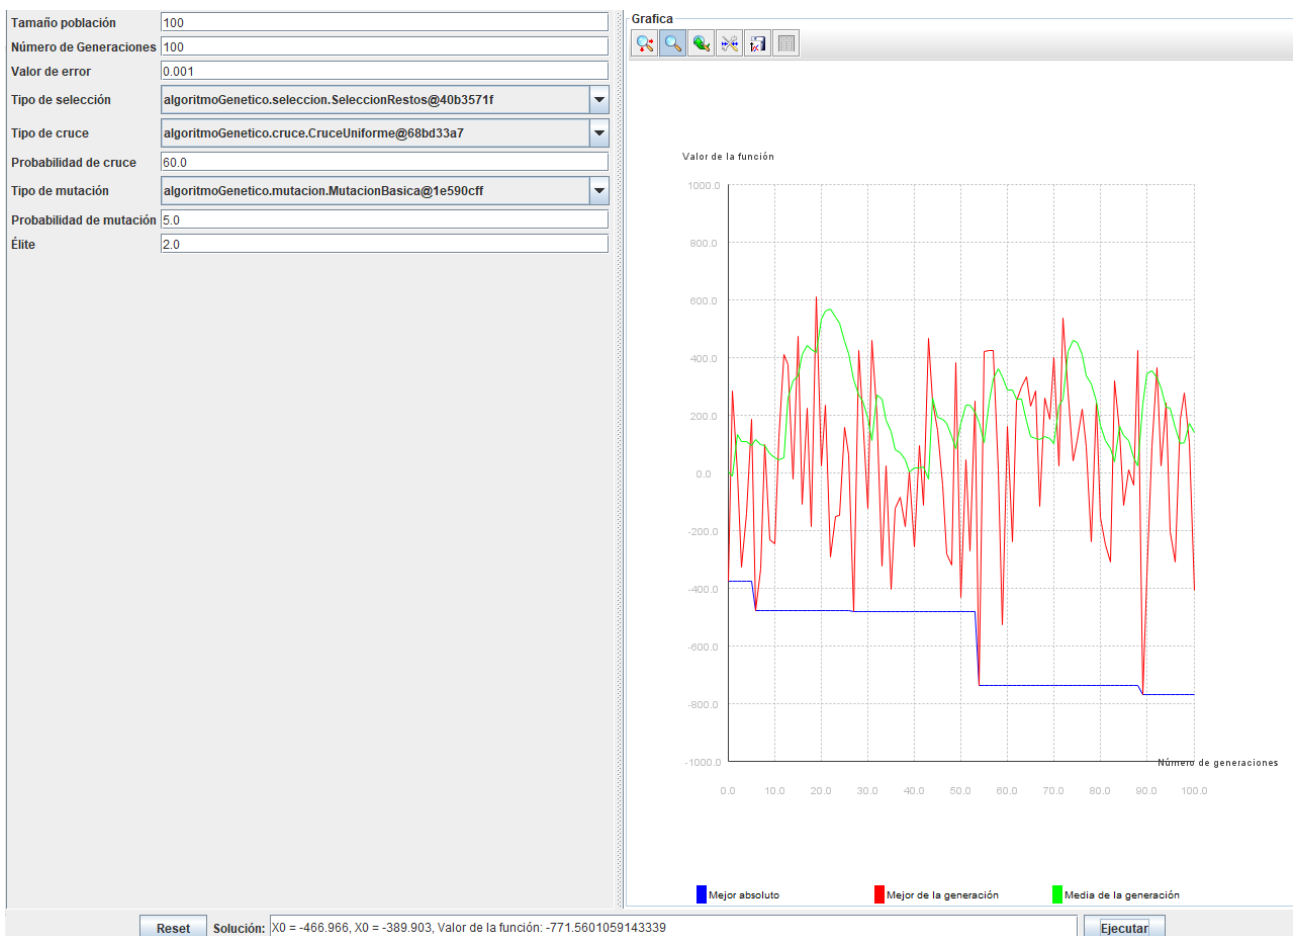 Tamaño población 100
Número de Generaciones 100
Valor de error 0.001
Tipo de selección algoritmoGenetico.seleccion.SeleccionRestos@40b3571f
Tipo de cruce algoritmoGenetico.cruce.CruceUniforme@68bd33a7
Probabilidad de cruce 60.0
Tipo de mutación algoritmoGenetico.mutacion.MutacionBasica@1e590cff
Probabilidad de mutación 5.0
Élite 2.0
Grafica
Valor de la función
1000.0
800.0
600.0
400.0
200.0
0.0
-200.0
-400.0
-600.0
-800.0
-1000.0
Número de generaciones
0.0 10.0 20.0 30.0 40.0 50.0 60.0 70.0 80.0 90.0 100.0
Mejor absoluto Mejor de la generación Media de la generación
Reset Solución: X0 = -466.966, X0 = -389.903, Valor de la función: -771.5601059143339 Ejecutar